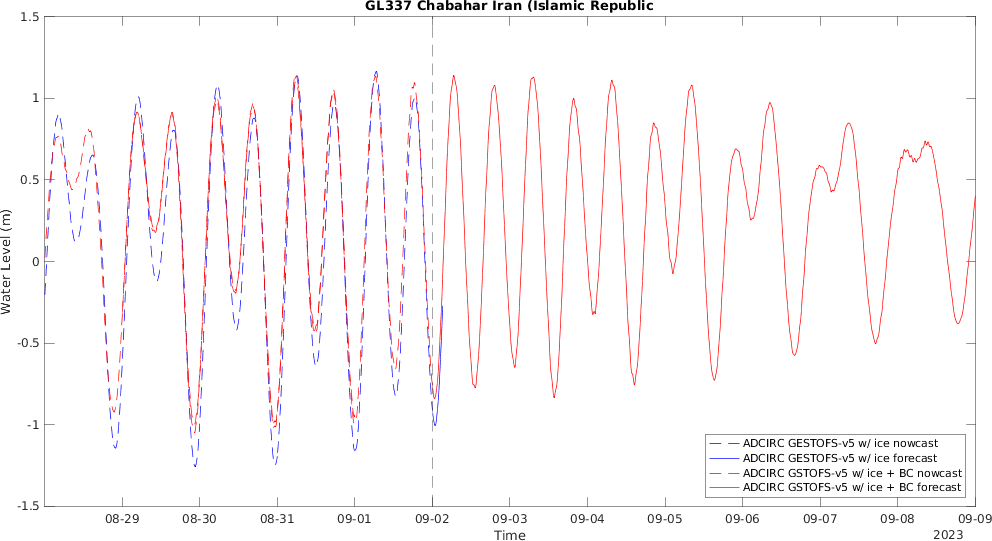 GL337 Chabahar Iran (Islamic Republic
1.5
1
0.5
0
-0.5
-1
-1.5
Water Level (m)
08-29 08-30 08-31 09-01 09-02 09-03 09-04 09-05 09-06 09-07 09-08 09-09
Time
2023
ADCIRC GESTOFS-v5 w/ ice nowcast
ADCIRC GESTOFS-v5 w/ ice forecast
ADCIRC GSTOFS-v5 w/ ice + BC nowcast
ADCIRC GSTOFS-v5 w/ ice + BC forecast